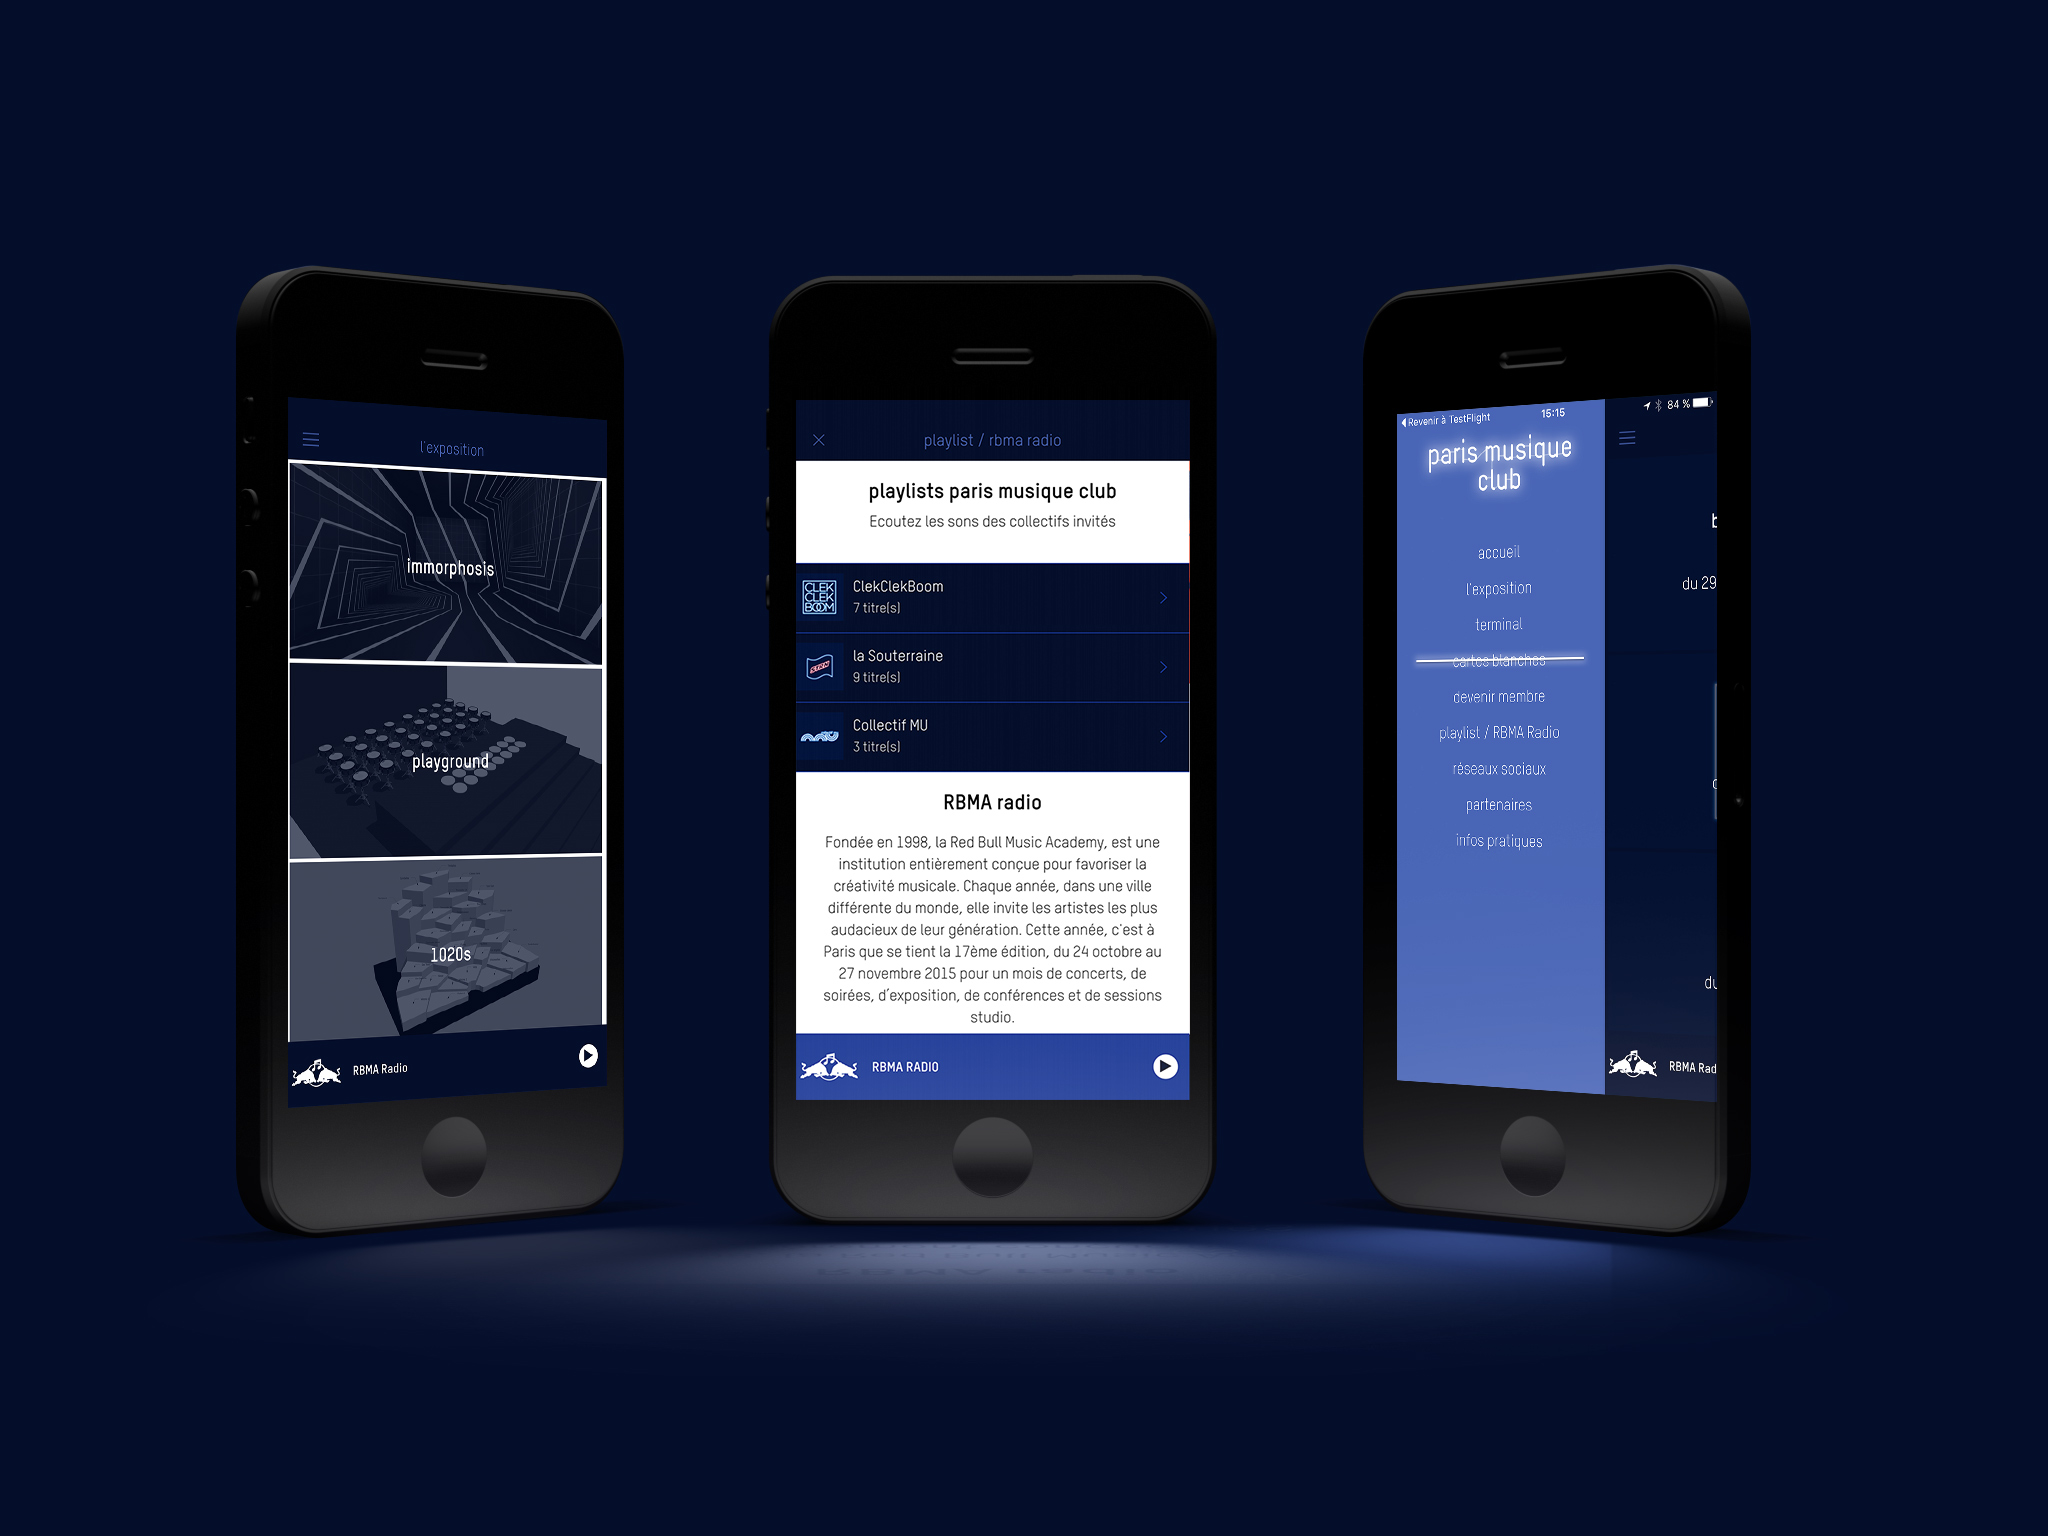 l'exposition
immorphosis
playground
1020s
RBMA Radio
playlist / rbma radio
playlists paris musique club
Ecoutez les sons des collectifs invités
CLEK
CLEK
BOOM
ClekClekBoom
7 titre(s)
STRN
la Souterraine
9 titre(s)
Collectif MU
3 titre(s)
RBMA radio
Fondée en 1998, la Red Bull Music Academy, est une
institution entièrement conçue pour favoriser la
créativité musicale. Chaque année, dans une ville
différente du monde, elle invite les artistes les plus
audacieux de leur génération. Cette année, c'est à
Paris que se tient la 17ème édition, du 24 octobre au
27 novembre 2015 pour un mois de concerts, de
soirées, d'exposition, de conférences et de sessions
studio.
RBMA RADIO
Revenir à TestFlight 15:15 84 %
paris musique
club
accueil
l'exposition
terminal
cartes blanches
devenir membre
playlist / RBMA Radio
réseaux sociaux
partenaires
infos pratiques
b
du 29
du
RBMA Rad